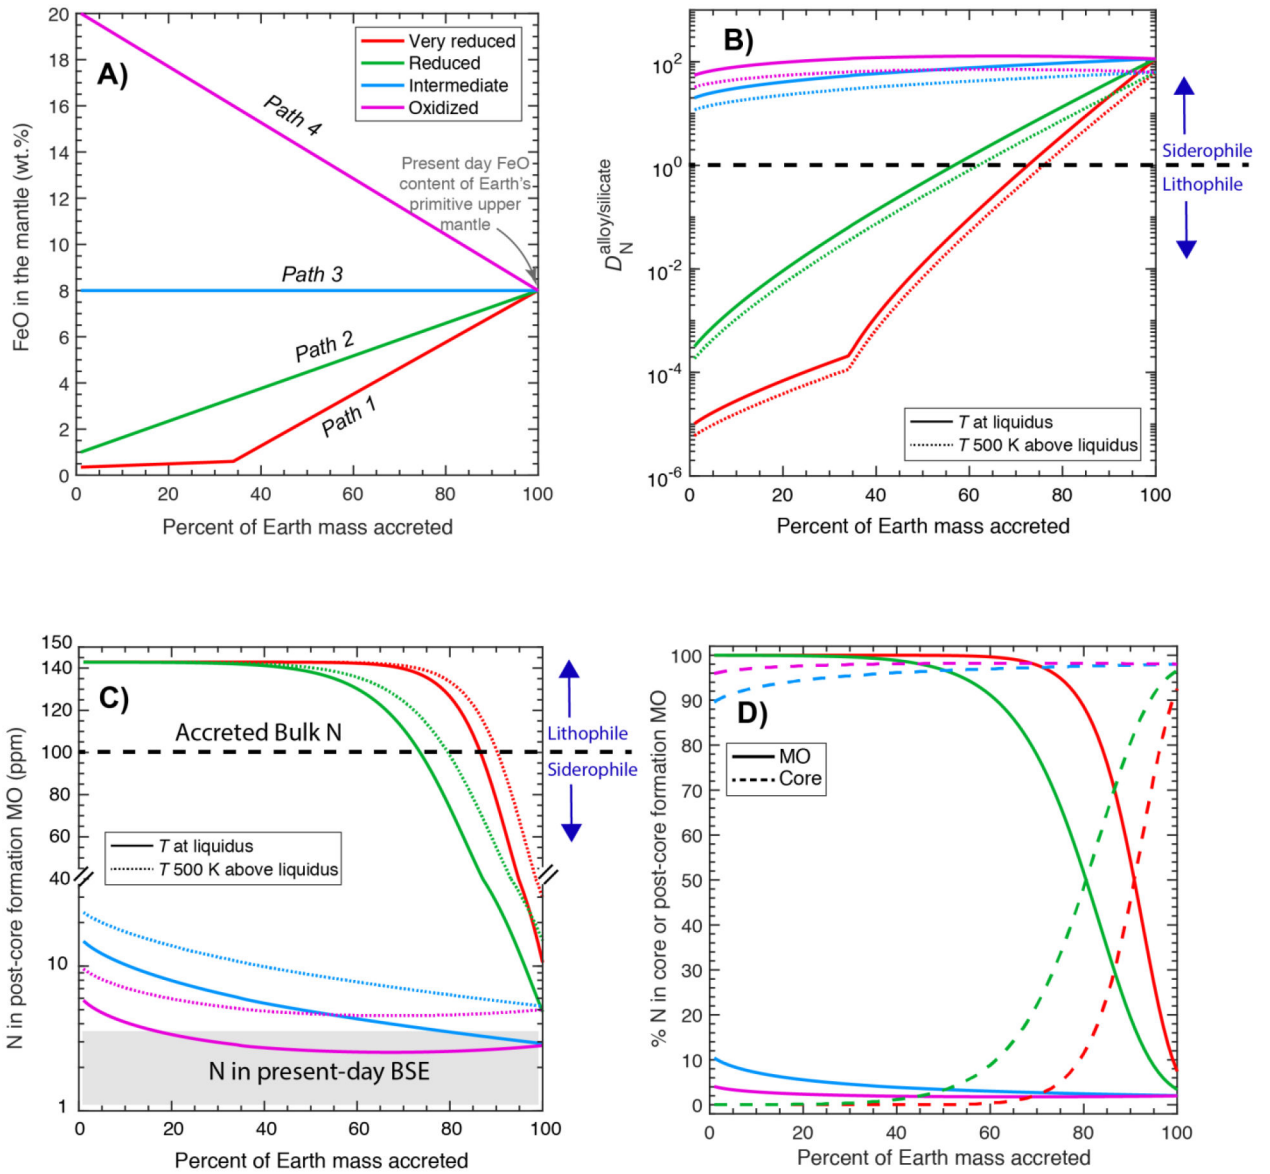 A)
FeO in the mantle (wt.%)
20
18
16
14
12
10
8
6
4
2
0
0 20 40 60 80 100
Percent of Earth mass accreted
Very reduced
Reduced
Intermediate
Oxidized
Path 4
Present day FeO
content of Earth's
primitive upper
mantle
Path 3
Path 2
Path 1
B)
D_N^alloy/silicate
10^2
10^0
10^-2
10^-4
10^-6
0 20 40 60 80 100
Percent of Earth mass accreted
Siderophile
Lithophile
T at liquidus
T 500 K above liquidus
C)
N in post-core formation MO (ppm)
150
140
120
100
80
60
40
10
1
0 20 40 60 80 100
Percent of Earth mass accreted
Accreted Bulk N
Lithophile
Siderophile
T at liquidus
T 500 K above liquidus
N in present-day BSE
D)
% N in core or post-core formation MO
100
90
80
70
60
50
40
30
20
10
0
0 20 40 60 80 100
Percent of Earth mass accreted
MO
Core